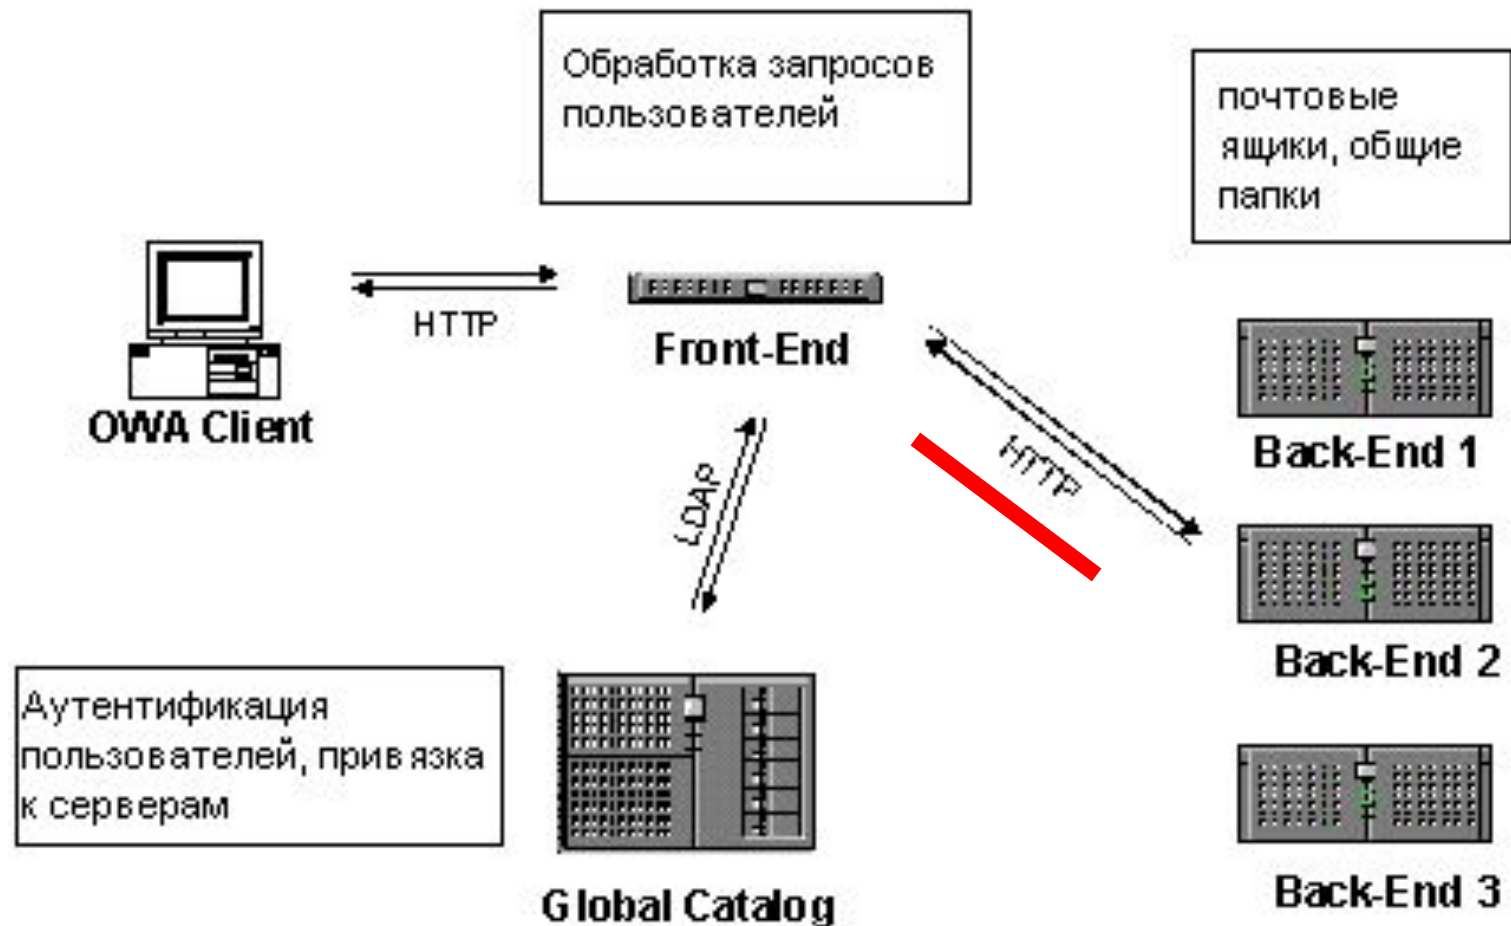 Обработка запросов
пользователей
почтовые
ящики, общие
папки
HTTP
Front-End
OWA Client
HTTP
Back-End 1
LDAP
Back-End 2
Аутентификация
пользователей, привязка
к серверам
Global Catalog
Back-End 3